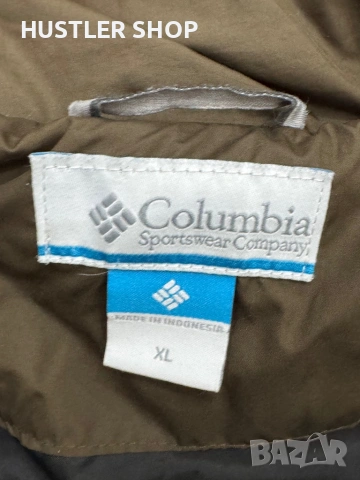 HUSTLER SHOP
Columbia
Sportswear Company
MADE IN INDONESIA
XL
bazar